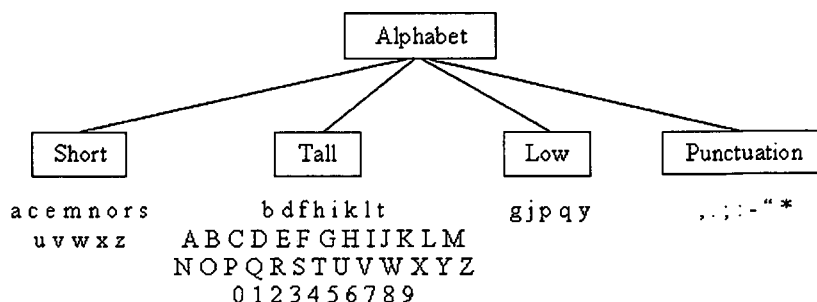 Alphabet
Short
Tall
Low
Punctuation
a c e m n o r s
u v w x z
b d f h i k l t
A B C D E F G H I J K L M
N O P Q R S T U V W X Y Z
0 1 2 3 4 5 6 7 8 9
g j p q y
, . ; : - “ *